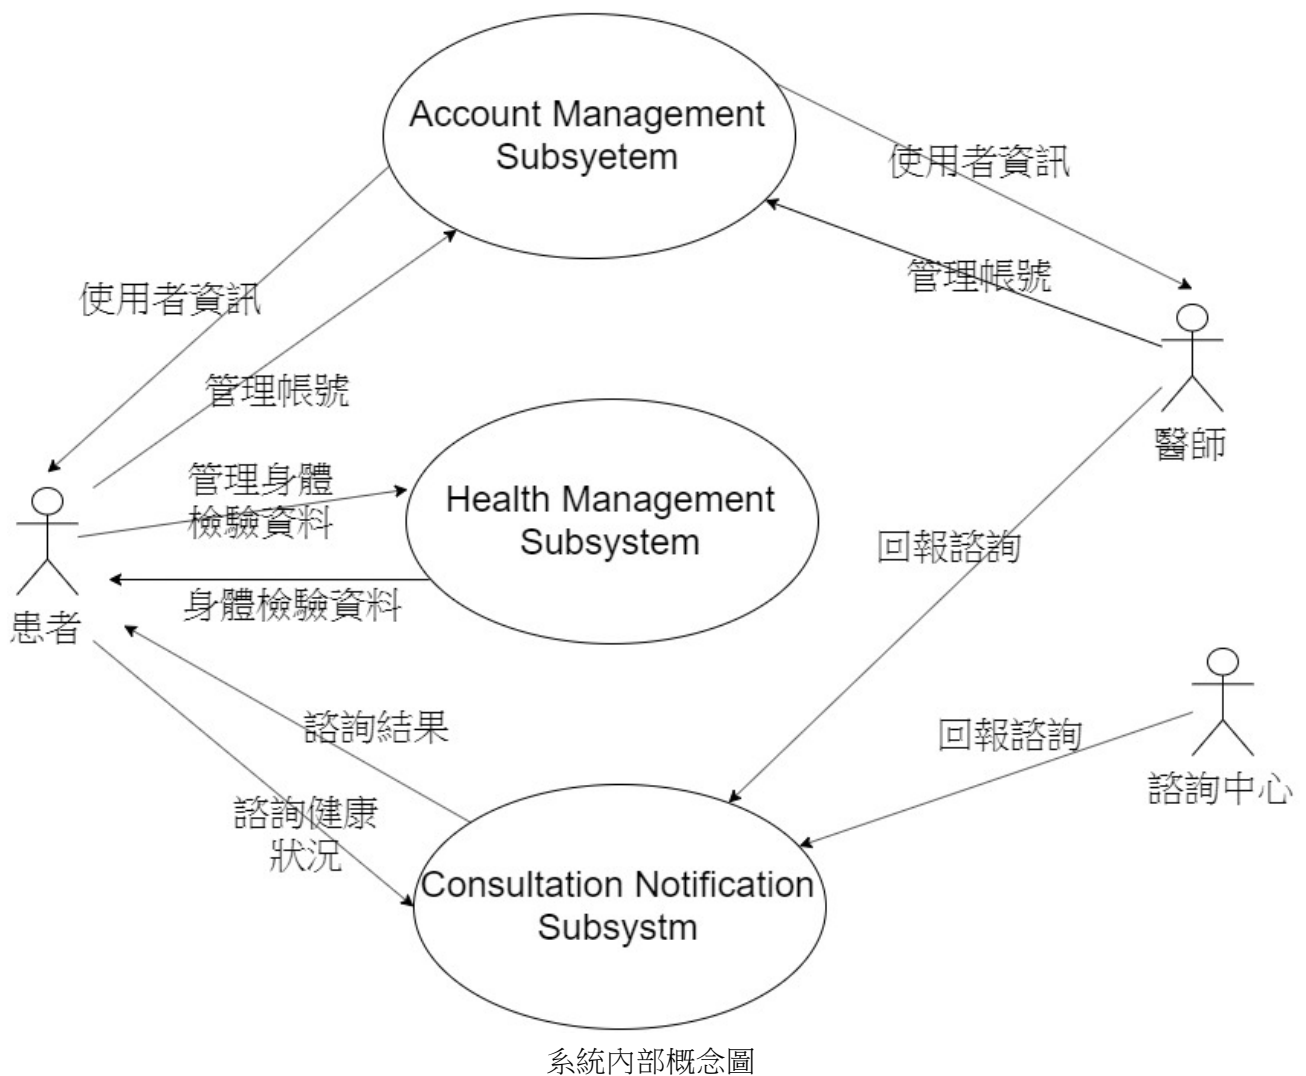 Account Management
Subsyetem
使用者資訊
管理帳號
使用者資訊
管理帳號
醫師
管理身體
檢驗資料
Health Management
Subsystem
身體檢驗資料
患者
回報諮詢
諮詢結果
回報諮詢
諮詢中心
諮詢健康
狀況
Consultation Notification
Subsystm
系統內部概念圖